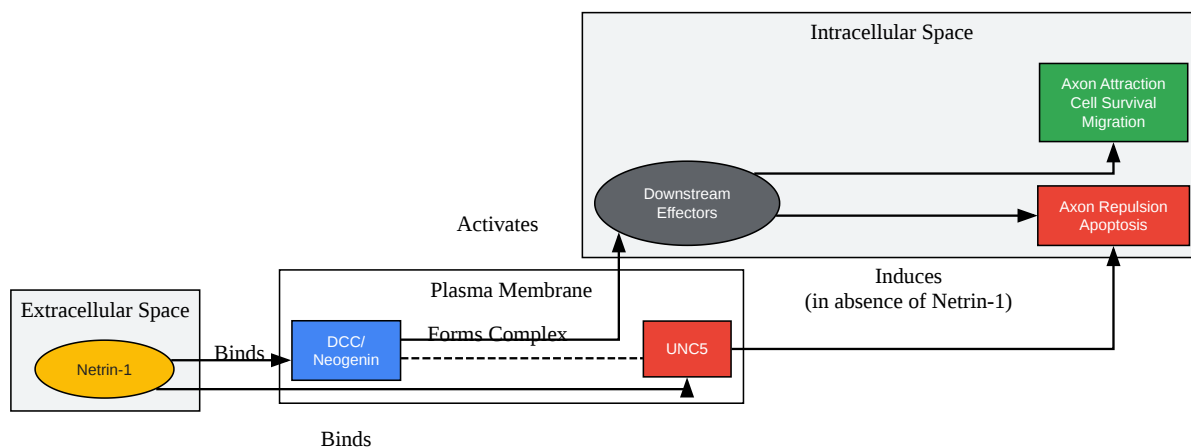 Intracellular Space
Axon Attraction
Cell Survival
Migration
Downstream
Effectors
Axon Repulsion
Apoptosis
Activates
Induces
(in absence of Netrin-1)
Plasma Membrane
Extracellular Space
Forms Complex
DCC/
Neogenin
UNC5
Binds
Netrin-1
Binds